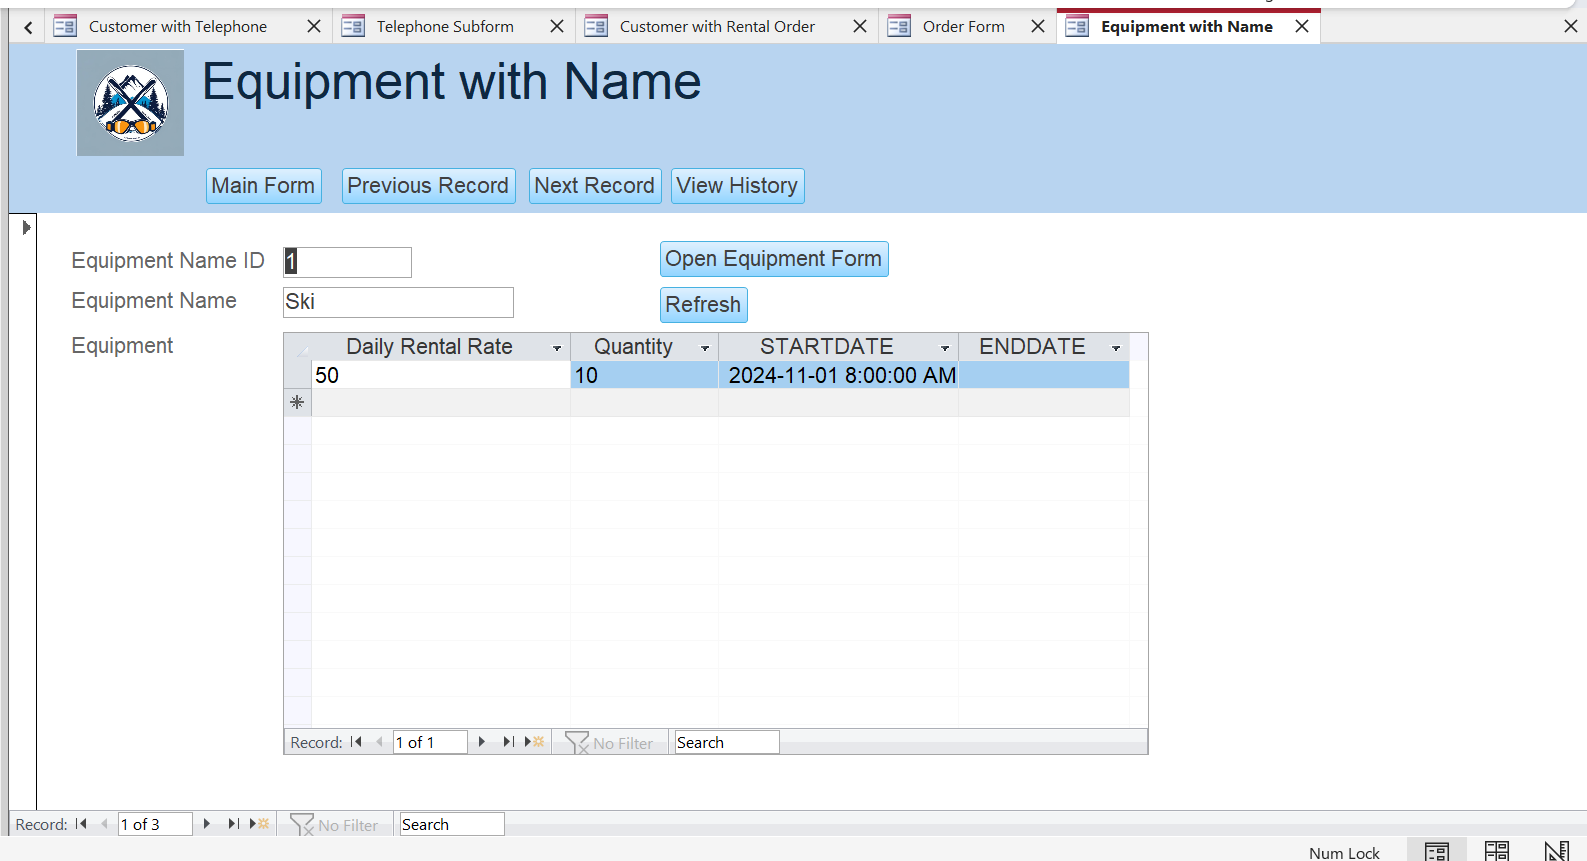 Customer with Telephone
Telephone Subform
Customer with Rental Order
Order Form
Equipment with Name
Equipment with Name
Main Form
Previous Record
Next Record
View History
Equipment Name ID
1
Open Equipment Form
Equipment Name
Ski
Refresh
Equipment
Daily Rental Rate
Quantity
STARTDATE
ENDDATE
50
10
2024-11-01 8:00:00 AM
Record:
1 of 1
No Filter
Search
Record:
1 of 3
No Filter
Search
Num Lock